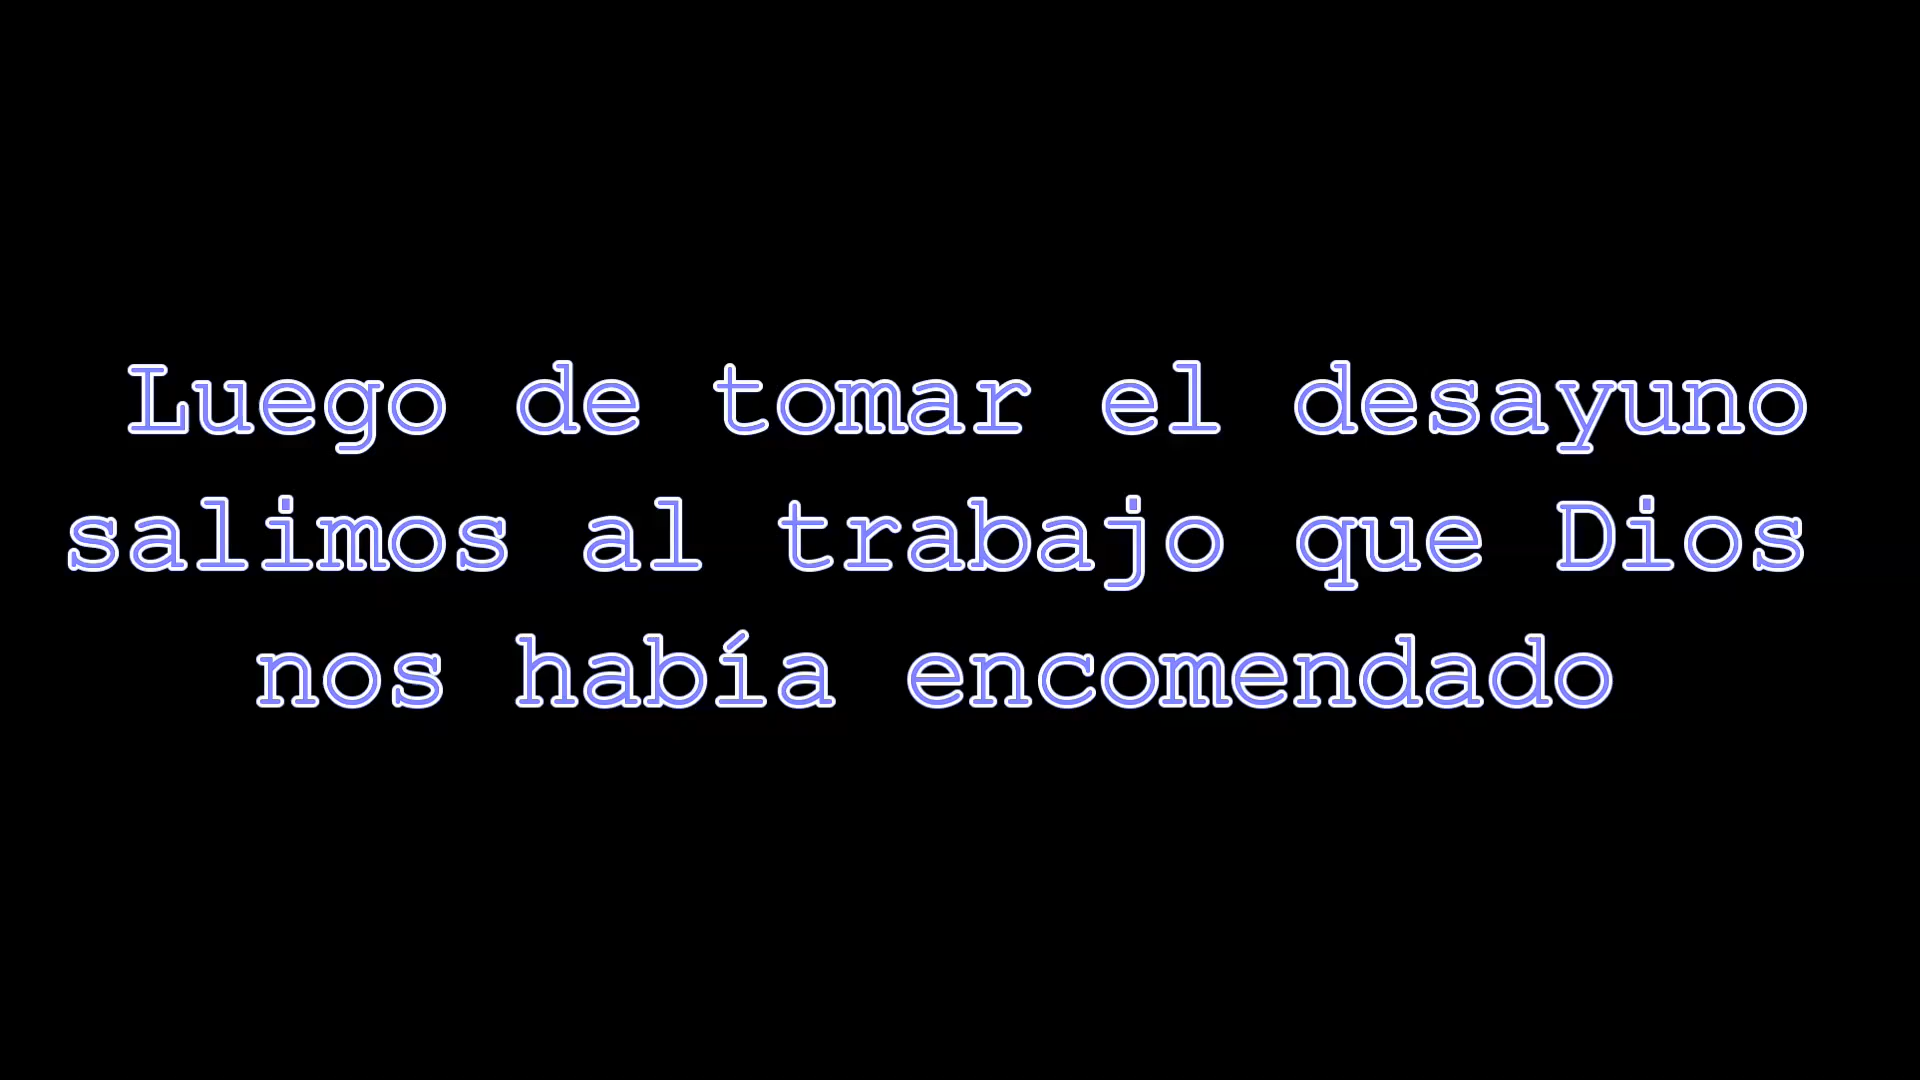 Luego de tomar el desayuno
salimos al trabajo que Dios
nos había encomendado